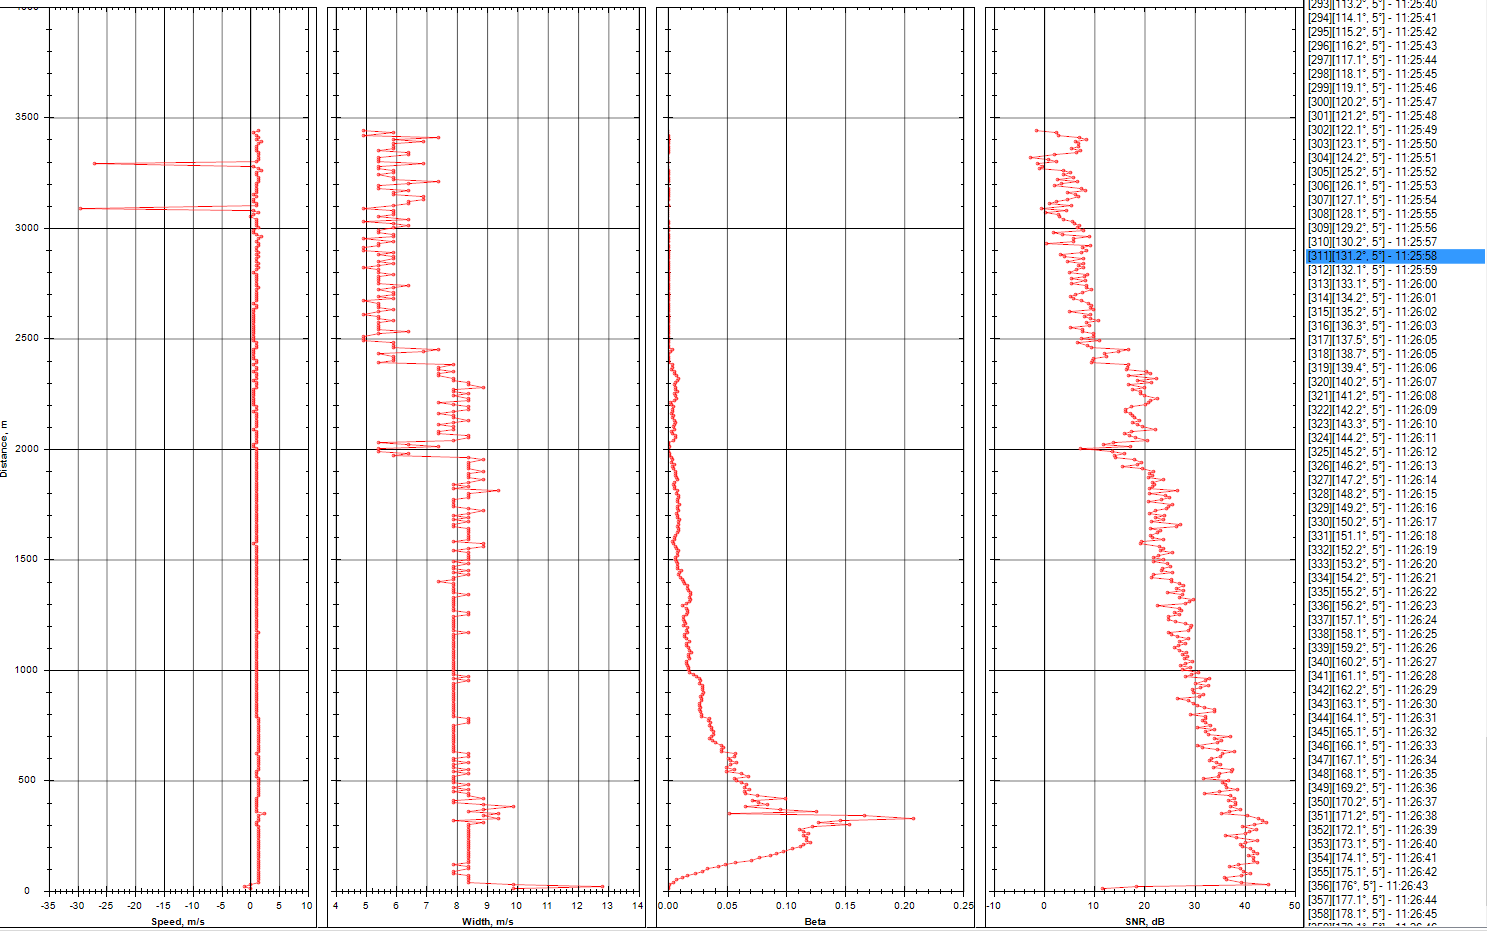 3500
3000
2500
2000
1500
1000
500
0
Distance, m
-35 -30 -25 -20 -15 -10 -5 0 5 10
Speed, m/s
4 5 6 7 8 9 10 11 12 13 14
Width, m/s
0.00 0.05 0.10 0.15 0.20 0.25
Beta
-10 0 10 20 30 40 50
SNR, dB
[293][113.2°, 5°] - 11:25:40
[294][114.1°, 5°] - 11:25:41
[295][115.2°, 5°] - 11:25:42
[296][116.2°, 5°] - 11:25:43
[297][117.1°, 5°] - 11:25:44
[298][118.1°, 5°] - 11:25:45
[299][119.1°, 5°] - 11:25:46
[300][120.2°, 5°] - 11:25:47
[301][121.2°, 5°] - 11:25:48
[302][122.1°, 5°] - 11:25:49
[303][123.1°, 5°] - 11:25:50
[304][124.2°, 5°] - 11:25:51
[305][125.2°, 5°] - 11:25:52
[306][126.1°, 5°] - 11:25:53
[307][127.1°, 5°] - 11:25:54
[308][128.1°, 5°] - 11:25:55
[309][129.2°, 5°] - 11:25:56
[310][130.2°, 5°] - 11:25:57
[311][131.2°, 5°] - 11:25:58
[312][132.1°, 5°] - 11:25:59
[313][133.1°, 5°] - 11:26:00
[314][134.2°, 5°] - 11:26:01
[315][135.2°, 5°] - 11:26:02
[316][136.3°, 5°] - 11:26:03
[317][137.5°, 5°] - 11:26:05
[318][138.7°, 5°] - 11:26:05
[319][139.4°, 5°] - 11:26:06
[320][140.2°, 5°] - 11:26:07
[321][141.2°, 5°] - 11:26:08
[322][142.2°, 5°] - 11:26:09
[323][143.3°, 5°] - 11:26:10
[324][144.2°, 5°] - 11:26:11
[325][145.2°, 5°] - 11:26:12
[326][146.2°, 5°] - 11:26:13
[327][147.2°, 5°] - 11:26:14
[328][148.2°, 5°] - 11:26:15
[329][149.2°, 5°] - 11:26:16
[330][150.2°, 5°] - 11:26:17
[331][151.1°, 5°] - 11:26:18
[332][152.2°, 5°] - 11:26:19
[333][153.2°, 5°] - 11:26:20
[334][154.2°, 5°] - 11:26:21
[335][155.2°, 5°] - 11:26:22
[336][156.2°, 5°] - 11:26:23
[337][157.1°, 5°] - 11:26:24
[338][158.1°, 5°] - 11:26:25
[339][159.2°, 5°] - 11:26:26
[340][160.2°, 5°] - 11:26:27
[341][161.1°, 5°] - 11:26:28
[342][162.2°, 5°] - 11:26:29
[343][163.1°, 5°] - 11:26:30
[344][164.1°, 5°] - 11:26:31
[345][165.1°, 5°] - 11:26:32
[346][166.1°, 5°] - 11:26:33
[347][167.1°, 5°] - 11:26:34
[348][168.1°, 5°] - 11:26:35
[349][169.2°, 5°] - 11:26:36
[350][170.2°, 5°] - 11:26:37
[351][171.2°, 5°] - 11:26:38
[352][172.1°, 5°] - 11:26:39
[353][173.1°, 5°] - 11:26:40
[354][174.1°, 5°] - 11:26:41
[355][175.1°, 5°] - 11:26:42
[356][176°, 5°] - 11:26:43
[357][177.1°, 5°] - 11:26:44
[358][178.1°, 5°] - 11:26:45